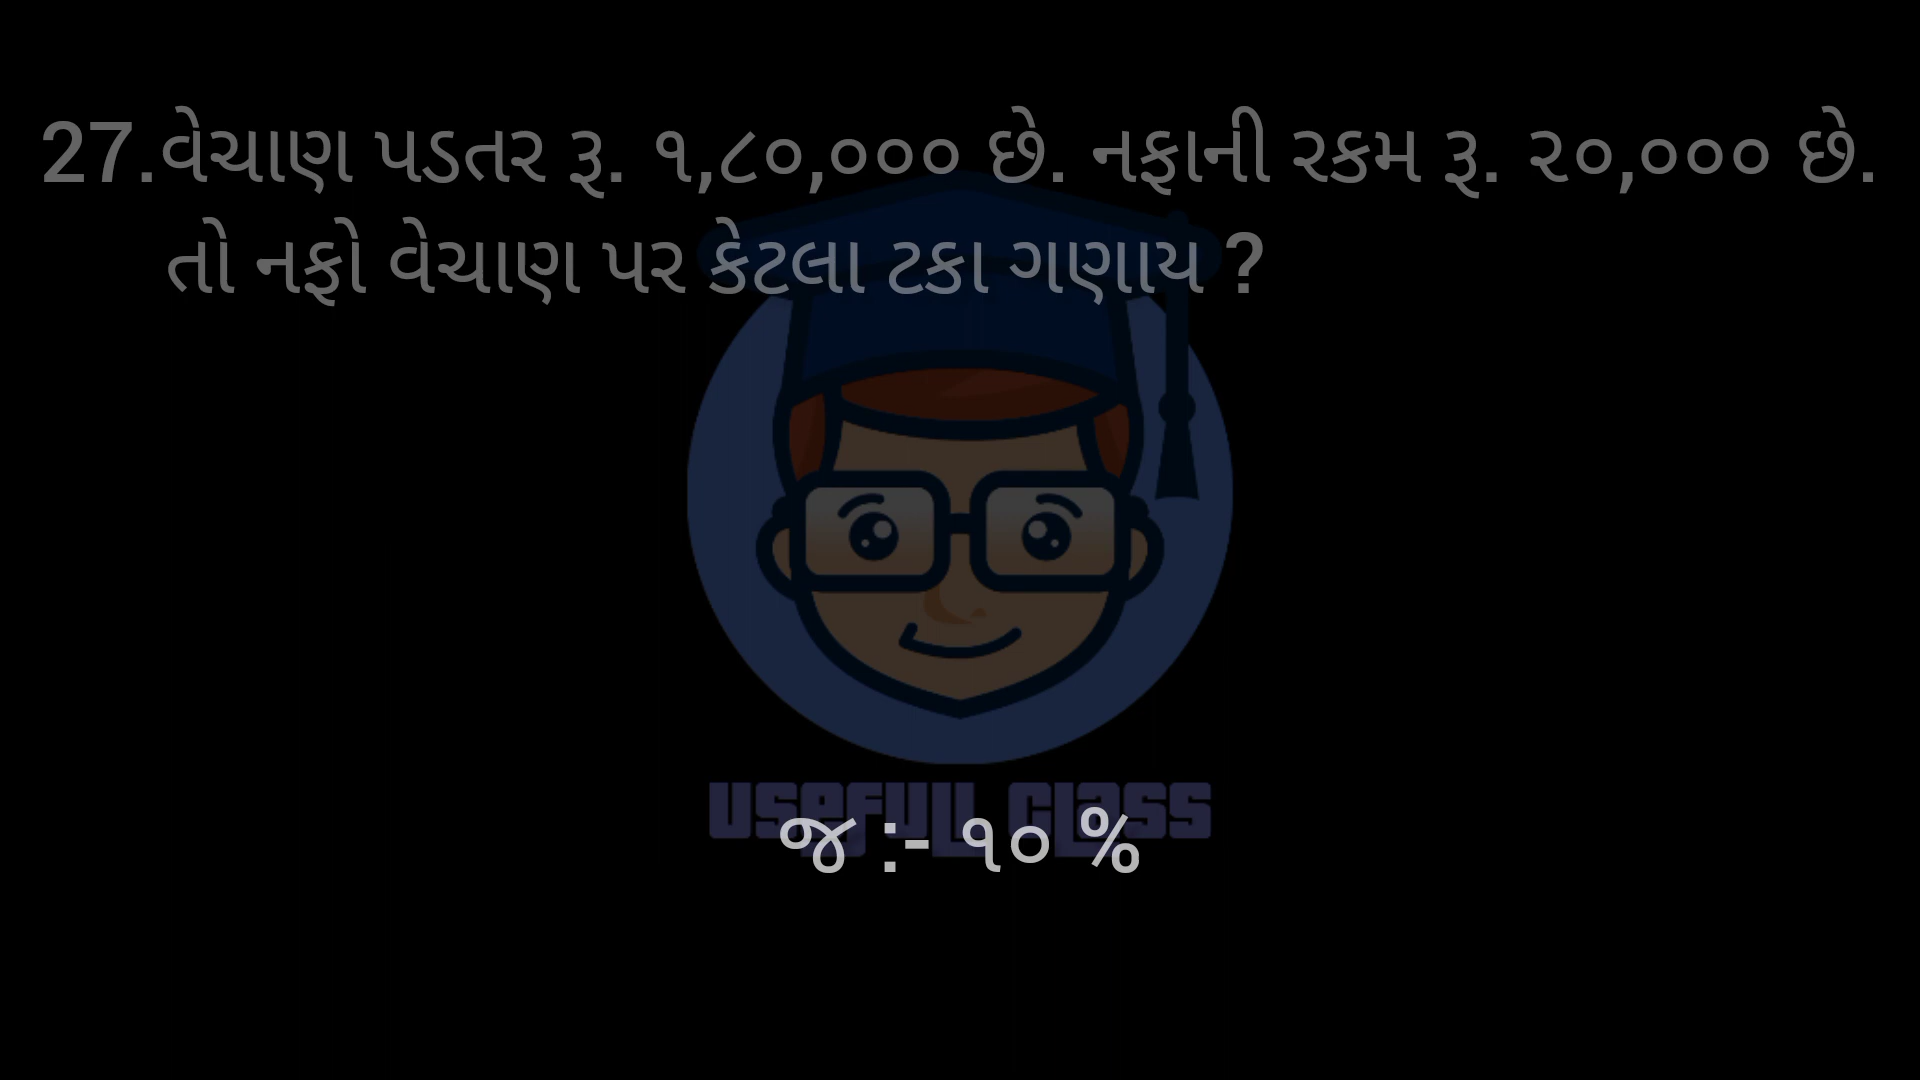 27.વેચાણ પડતર રૂ. ૧,૮૦,૦૦૦ છે. નફાની રકમ રૂ. ૨૦,૦૦૦ છે.
તો નફો વેચાણ પર કેટલા ટકા ગણાય ?
USEFULL CLASS
જ :- ૧૦ %